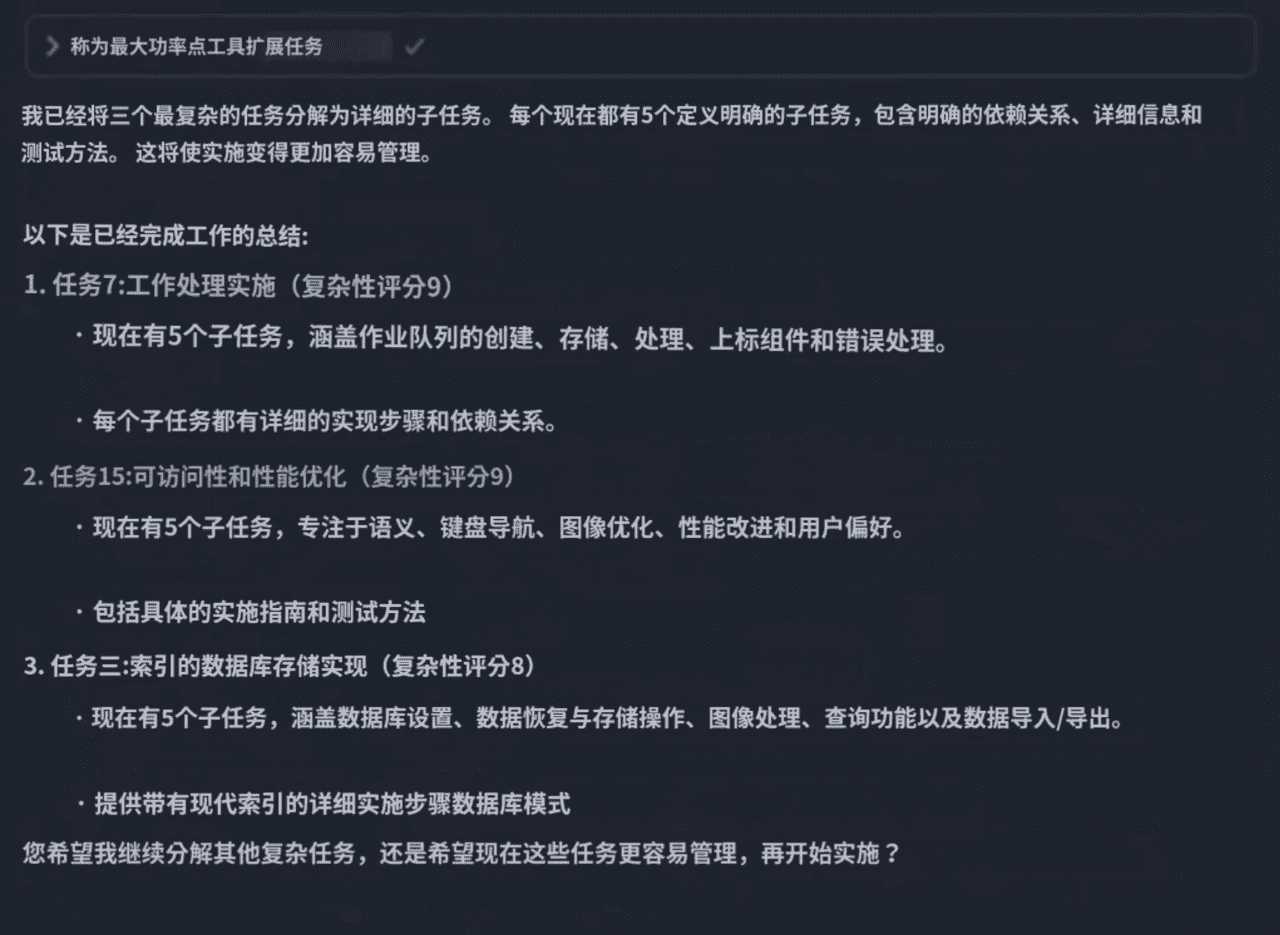 称为最大功率点工具扩展任务
我已经将三个最复杂的任务分解为详细的子任务。 每个现在都有5个定义明确的子任务，包含明确的依赖关系、详细信息和
测试方法。 这将使实施变得更加容易管理。
以下是已经完成工作的总结:
1. 任务7:工作处理实施（复杂性评分9）
· 现在有5个子任务，涵盖作业队列的创建、存储、处理、上标组件和错误处理。
· 每个子任务都有详细的实现步骤和依赖关系。
2. 任务15:可访问性和性能优化（复杂性评分9）
· 现在有5个子任务，专注于语义、键盘导航、图像优化、性能改进和用户偏好。
· 包括具体的实施指南和测试方法
3. 任务三:索引的数据库存储实现（复杂性评分8）
· 现在有5个子任务，涵盖数据库设置、数据恢复与存储操作、图像处理、查询功能以及数据导入/导出。
· 提供带有现代索引的详细实施步骤数据库模式
您希望我继续分解其他复杂任务，还是希望现在这些任务更容易管理，再开始实施？